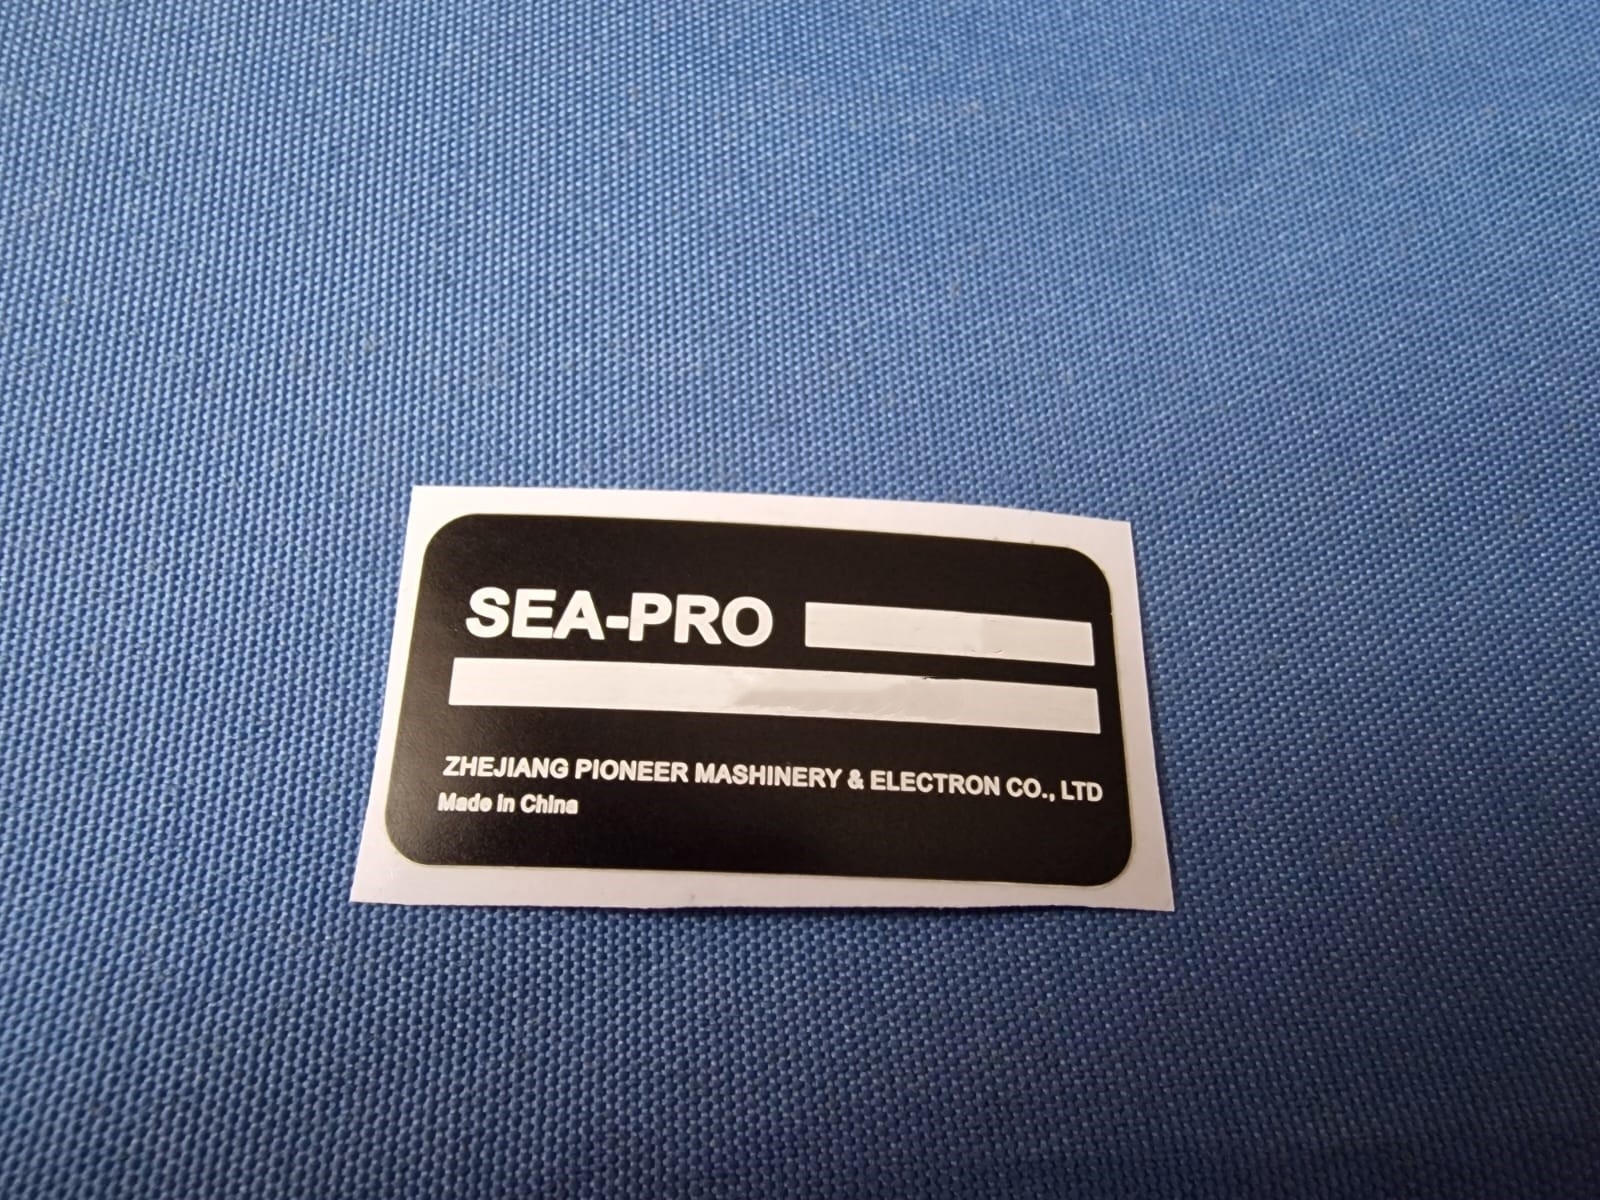 SEA-PRO
ZHEJIANG PIONEER MASHINERY & ELECTRON CO., LTD
Made in China